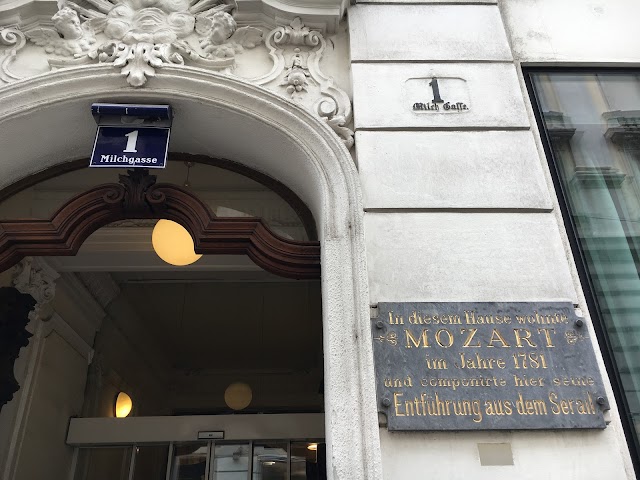 1
Milchgasse
1
Milch Gasse.
In diesem Hause wohnte
MOZART
im Jahre 1781
und componirte hier seine
Entführung aus dem Serail